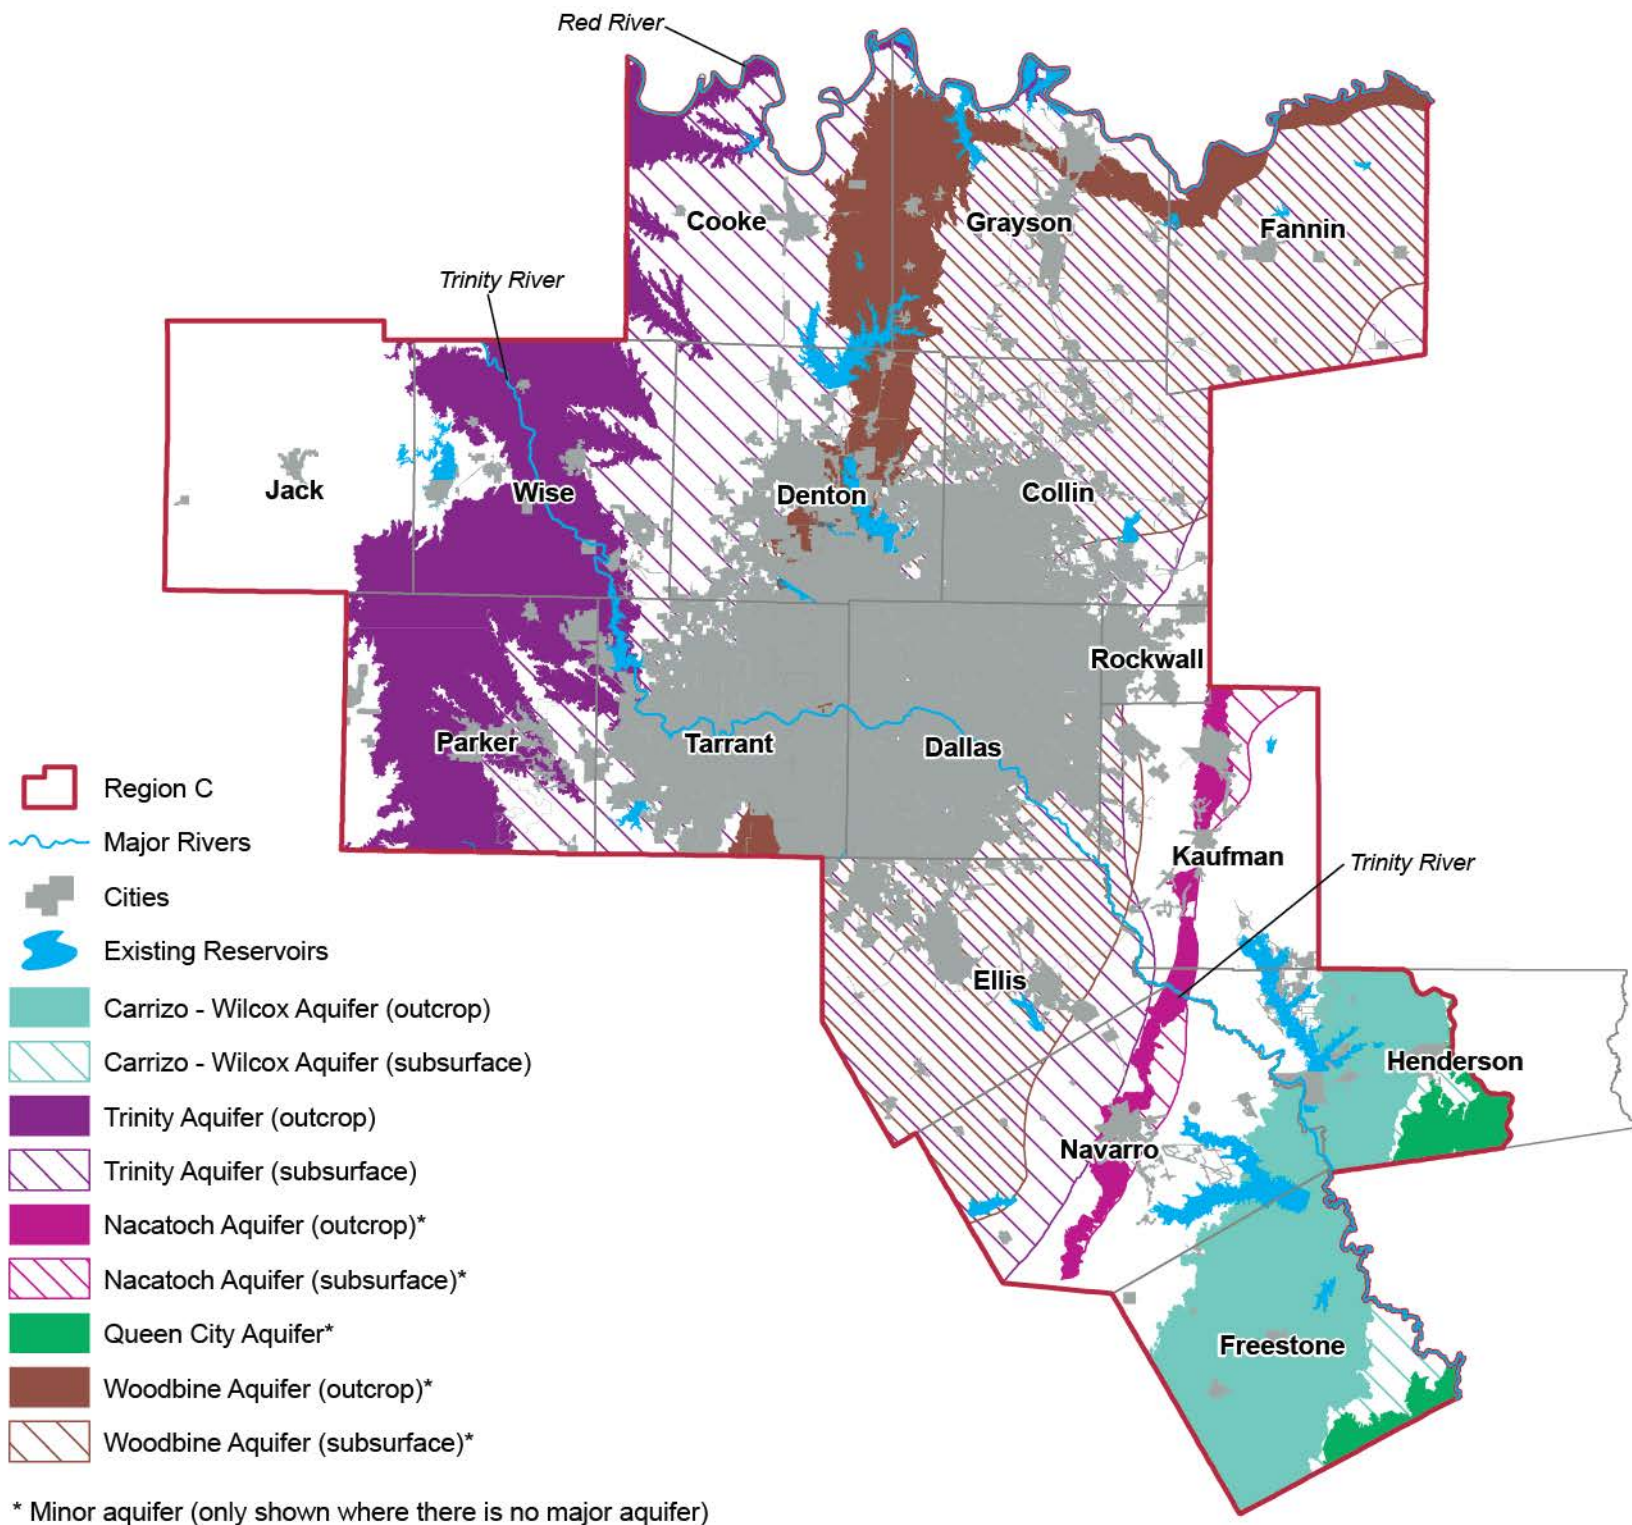 Red River
Cooke
Grayson
Fannin
Trinity River
Jack
Wise
Denton
Collin
Rockwall
Parker
Tarrant
Dallas
Kaufman
Trinity River
Ellis
Henderson
Navarro
Freestone
Region C
Major Rivers
Cities
Existing Reservoirs
Carrizo - Wilcox Aquifer (outcrop)
Carrizo - Wilcox Aquifer (subsurface)
Trinity Aquifer (outcrop)
Trinity Aquifer (subsurface)
Nacatoch Aquifer (outcrop)*
Nacatoch Aquifer (subsurface)*
Queen City Aquifer*
Woodbine Aquifer (outcrop)*
Woodbine Aquifer (subsurface)*
* Minor aquifer (only shown where there is no major aquifer)